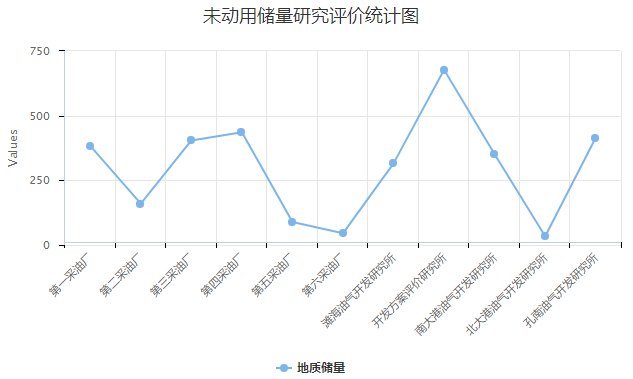 未动用储量研究评价统计图
750
500
250
0
Values
第一采油厂
第二采油厂
第三采油厂
第四采油厂
第五采油厂
第六采油厂
滩海油气开发研究所
开发方案评价研究所
南大港油气开发研究所
北大港油气开发研究所
孔南油气开发研究所
地质储量